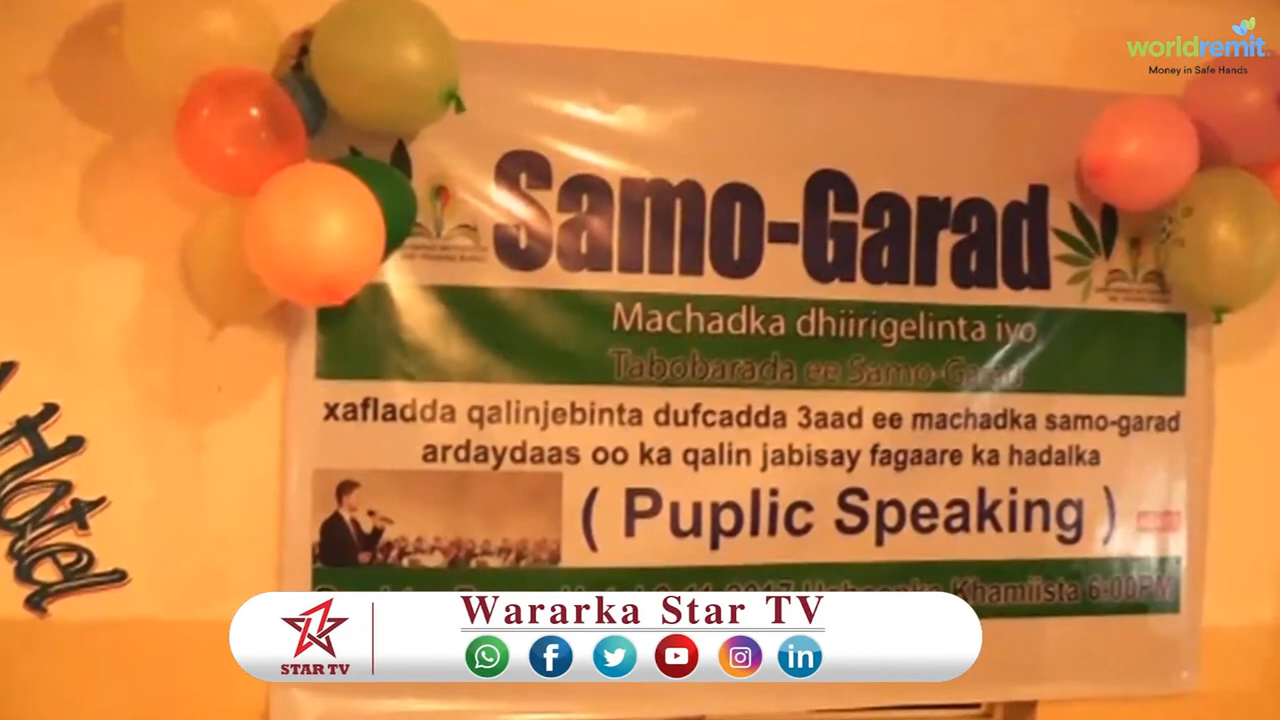 worldremit
Money in Safe Hands
Samo-Garad
Machadka dhiirigelinta iyo
Tabobarada ee Samo-Garad
xafladda qalinjebinta dufcadda 3aad ee machadka samo-garad
ardaydaas oo ka qalin jabisay fagaare ka hadalka
( Puplic Speaking )
Khamiista 6:00PM
Hotel
Wararka Star TV
STAR TV